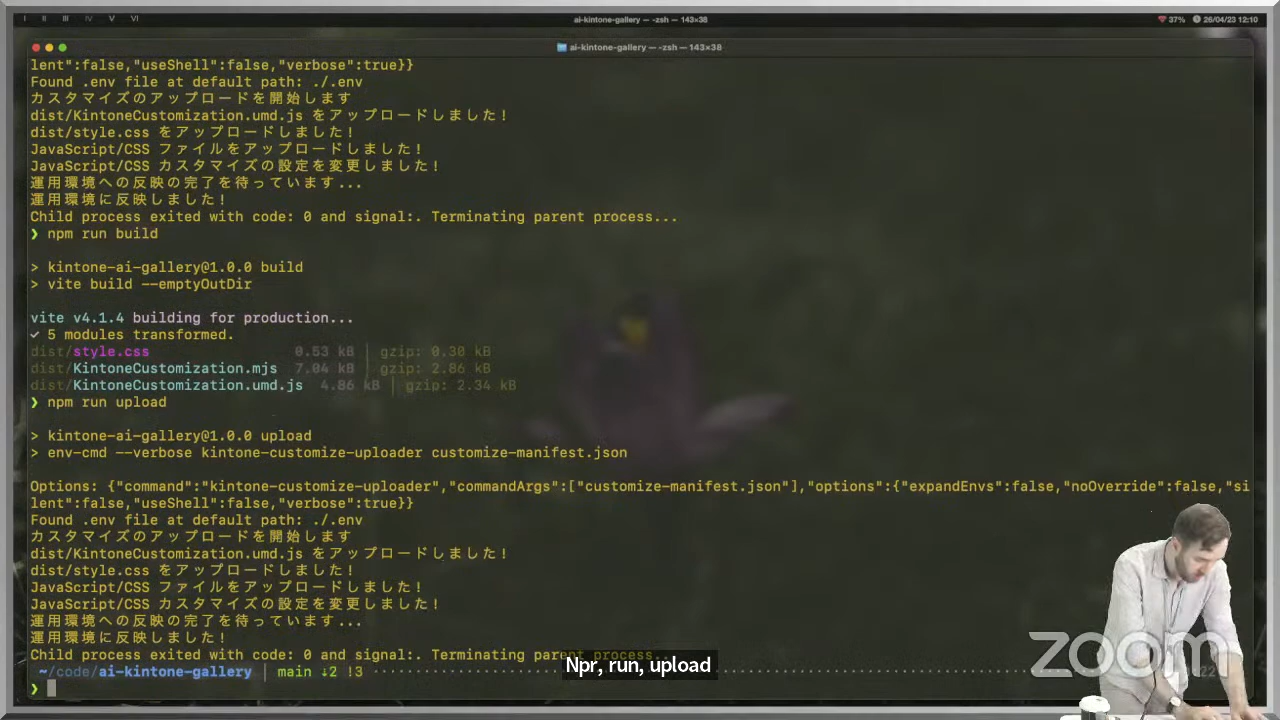 I II III IV V VI
ai-kintone-gallery — -zsh — 143×38
37% 26/04/23 12:10
ai-kintone-gallery — -zsh — 143×38
lent":false,"useShell":false,"verbose":true}}
Found .env file at default path: ./.env
カスタマイズのアップロードを開始します
dist/KintoneCustomization.umd.js をアップロードしました!
dist/style.css をアップロードしました!
JavaScript/CSS ファイルをアップロードしました!
JavaScript/CSS カスタマイズの設定を変更しました!
運用環境への反映の完了を待っています...
運用環境に反映しました!
Child process exited with code: 0 and signal:. Terminating parent process...
❯ npm run build
> kintone-ai-gallery@1.0.0 build
> vite build --emptyOutDir
vite v4.1.4 building for production...
✓ 5 modules transformed.
dist/style.css 0.53 kB │ gzip: 0.30 kB
dist/KintoneCustomization.mjs 7.04 kB │ gzip: 2.86 kB
dist/KintoneCustomization.umd.js 4.86 kB │ gzip: 2.34 kB
❯ npm run upload
> kintone-ai-gallery@1.0.0 upload
> env-cmd --verbose kintone-customize-uploader customize-manifest.json
Options: {"command":"kintone-customize-uploader","commandArgs":["customize-manifest.json"],"options":{"expandEnvs":false,"noOverride":false,"si
lent":false,"useShell":false,"verbose":true}}
Found .env file at default path: ./.env
カスタマイズのアップロードを開始します
dist/KintoneCustomization.umd.js をアップロードしました!
dist/style.css をアップロードしました!
JavaScript/CSS ファイルをアップロードしました!
JavaScript/CSS カスタマイズの設定を変更しました!
運用環境への反映の完了を待っています...
運用環境に反映しました!
Child process exited with code: 0 and signal:. Terminating parent process...
~/code/ai-kintone-gallery │ main ↓2 !3
❯
Npr, run, upload
zoom